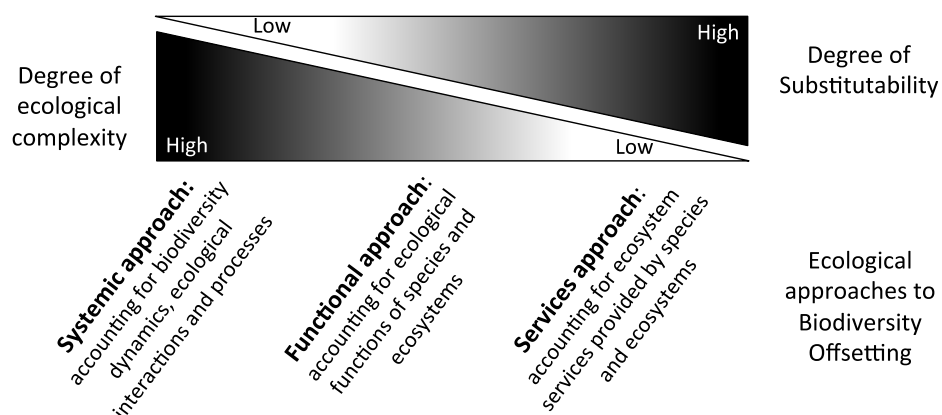 Low
High
Degree of
Substitutability
Degree of
ecological
complexity
High
Low
Systemic approach:
accounting for biodiversity
dynamics, ecological
interactions and processes
Functional approach:
accounting for ecological
functions of species and
ecosystems
Services approach:
accounting for ecosystem
services provided by species
and ecosystems
Ecological
approaches to
Biodiversity
Offsetting